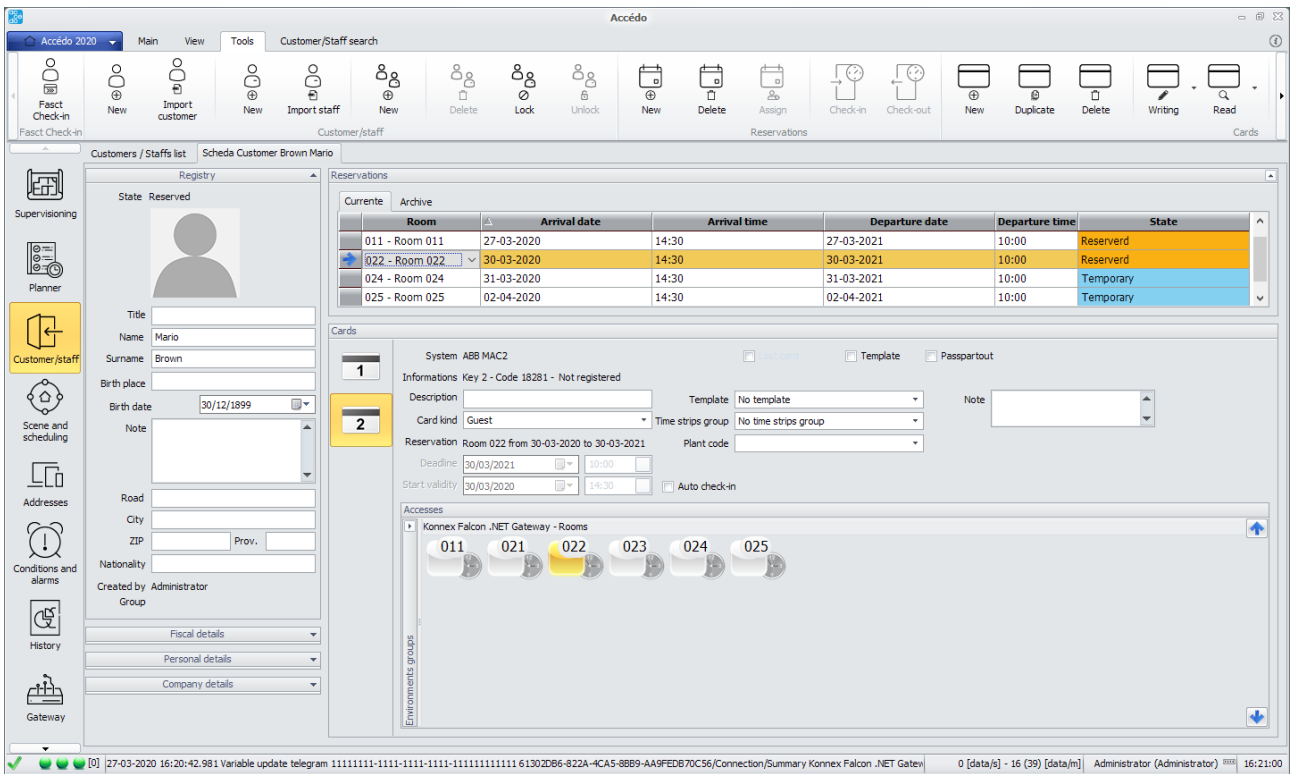 Accédo
Accédo 2020 Main View Tools Customer/Staff search
Fasct Check-in New Import customer New Import staff New Delete Lock Unlock New Delete Assign Check-in Check-out New Duplicate Delete Writing Read
Fasct Check-in Customer/staff Reservations Cards
Customers / Staffs list Scheda Customer Brown Mario
Supervisioning
Planner
Customer/staff
Scene and scheduling
Addresses
Conditions and alarms
History
Gateway
Registry
State Reserved
Title
Name Mario
Surname Brown
Birth place
Birth date 30/12/1899
Note
Road
City
ZIP Prov.
Nationality
Created by Administrator
Group
Fiscal details
Personal details
Company details
Reservations
Currente Archive
Room Arrival date Arrival time Departure date Departure time State
011 - Room 011 27-03-2020 14:30 27-03-2021 10:00 Reserverd
022 - Room 022 30-03-2020 14:30 30-03-2021 10:00 Reserverd
024 - Room 024 31-03-2020 14:30 31-03-2021 10:00 Temporary
025 - Room 025 02-04-2020 14:30 02-04-2021 10:00 Temporary
Cards
1
2
System ABB MAC2 Template Passpartout
Informations Key 2 - Code 18281 - Not registered
Description Template No template Note
Card kind Guest Time strips group No time strips group
Reservation Room 022 from 30-03-2020 to 30-03-2021 Plant code
Deadline 30/03/2021 10:00
Start validity 30/03/2020 14:30 Auto check-in
Accesses
Konnex Falcon .NET Gateway - Rooms
011 021 022 023 024 025
Environments groups
[0] 27-03-2020 16:20:42.981 Variable update telegram 11111111-1111-1111-1111-111111111111 61302DB6-822A-4CA5-8BB9-AA9FEDB70C56/Connection/Summary Konnex Falcon .NET Gatew 0 [data/s] - 16 (39) [data/m] Administrator (Administrator) 16:21:00